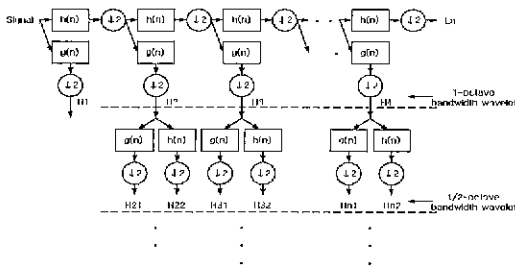 Signal h(n) ↓2 h(n) ↓2 h(n) ↓2 . . h(n) ↓2 Ln
g(n) g(n) g(n) g(n)
↓2 ↓2 ↓2 ↓2
H1 H2 H3
1-octave
bandwidth wavelet
g(n) h(n) g(n) h(n) g(n) h(n)
↓2 ↓2 ↓2 ↓2 ↓2 ↓2
H21 H22 H31 H32 Hn1 Hn2
1/2-octave
bandwidth wavelet